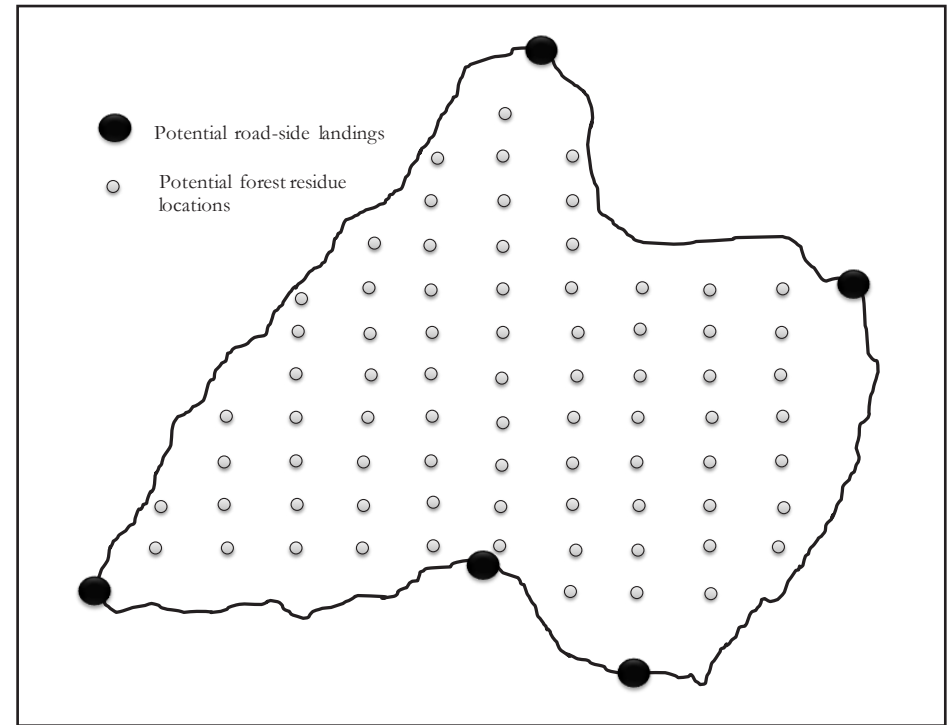 Potential road-side landings
Potential forest residue
locations